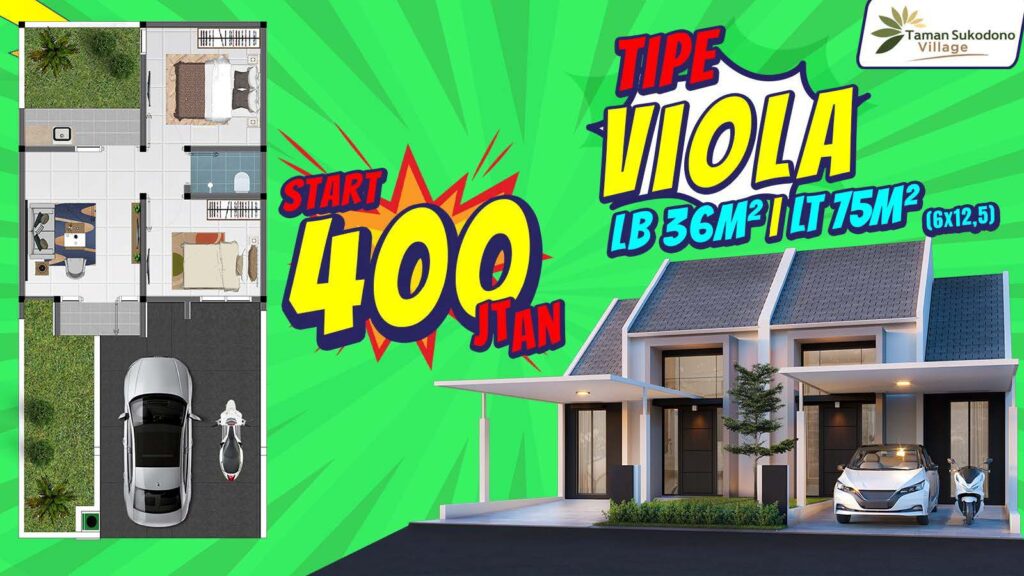 Taman Sukodono
Village
TIPE
VIOLA
LB 36M² | LT 75M² (6x12,5)
START
400
JTAN